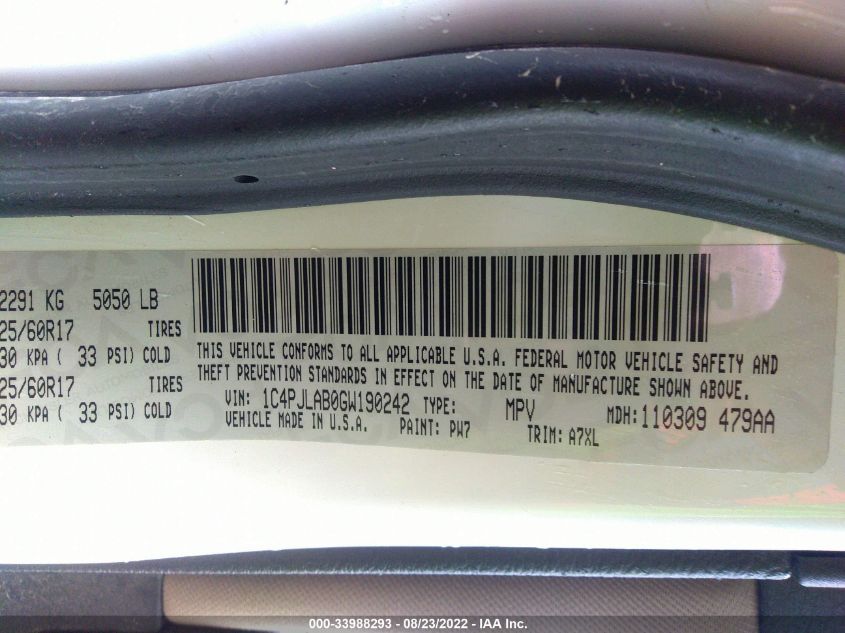 2291 KG 5050 LB
25/60R17 TIRES
30 KPA ( 33 PSI) COLD
25/60R17 TIRES
30 KPA ( 33 PSI) COLD
THIS VEHICLE CONFORMS TO ALL APPLICABLE U.S.A. FEDERAL MOTOR VEHICLE SAFETY AND
THEFT PREVENTION STANDARDS IN EFFECT ON THE DATE OF MANUFACTURE SHOWN ABOVE.
VIN: 1C4PJLAB0GW190242 TYPE: MPV MDH:110309 479AA
VEHICLE MADE IN U.S.A. PAINT: PW7 TRIM: A7XL
000-33988293 - 08/23/2022 - IAA Inc.